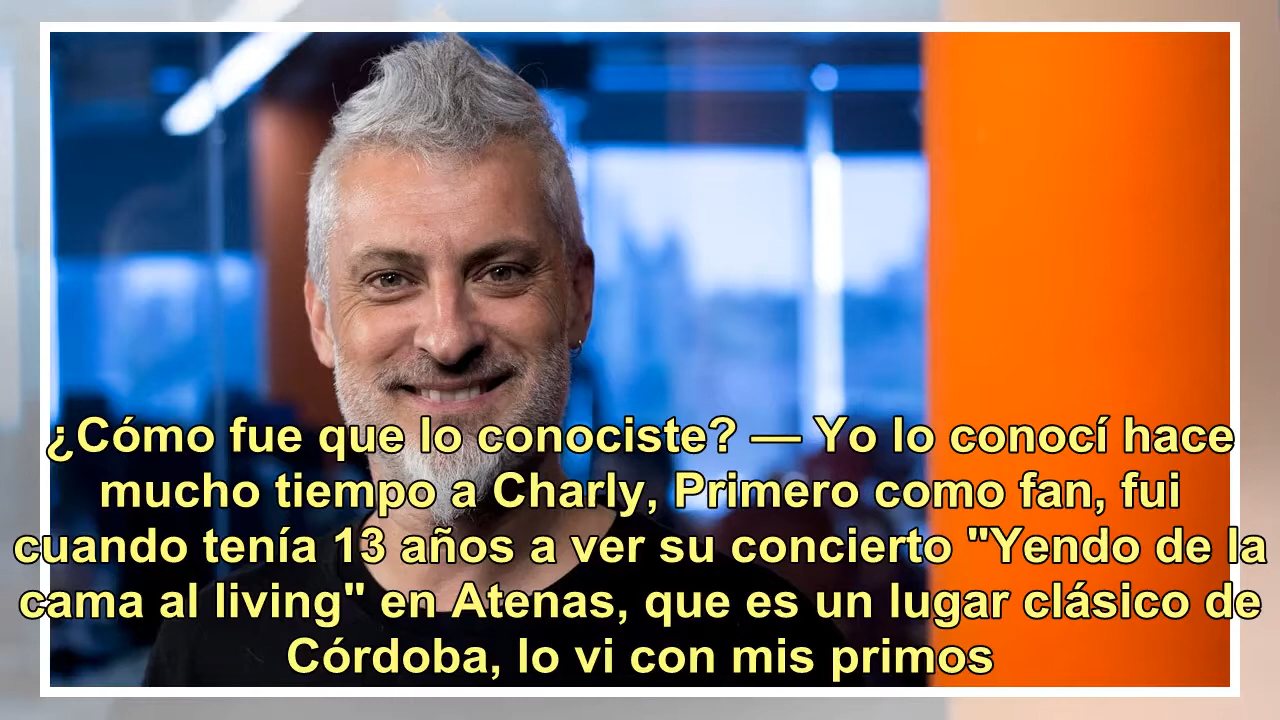 ¿Cómo fue que lo conociste? — Yo lo conocí hace
mucho tiempo a Charly, Primero como fan, fui
cuando tenía 13 años a ver su concierto "Yendo de la
cama al living" en Atenas, que es un lugar clásico de
Córdoba, lo vi con mis primos